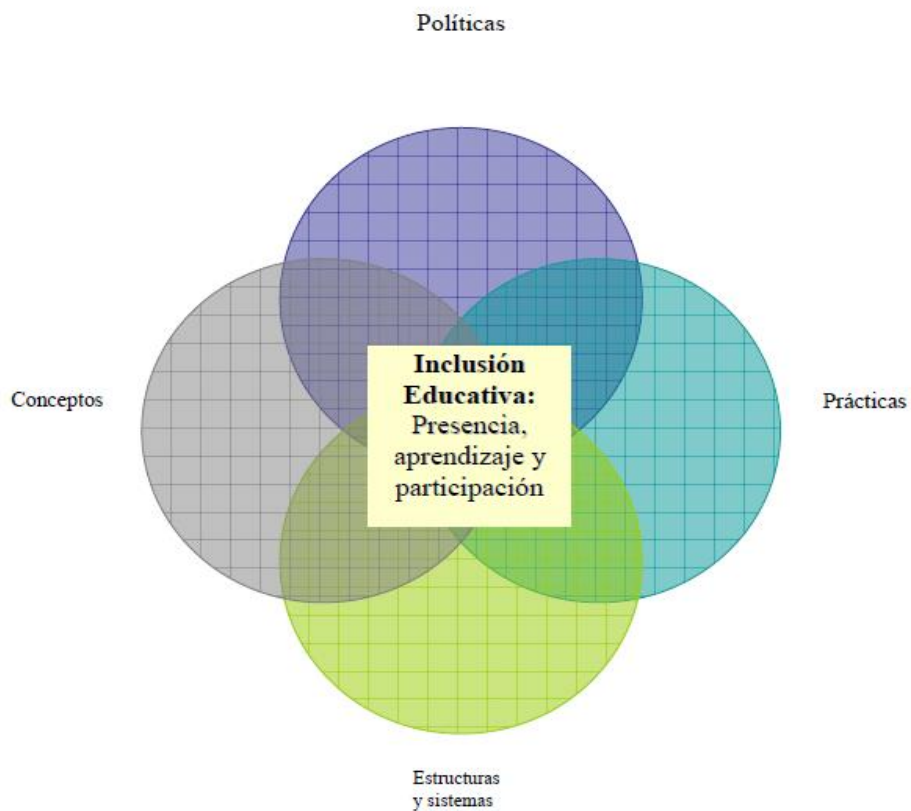 Políticas
Conceptos
Inclusión
Educativa:
Presencia,
aprendizaje y
participación
Prácticas
Estructuras
y sistemas